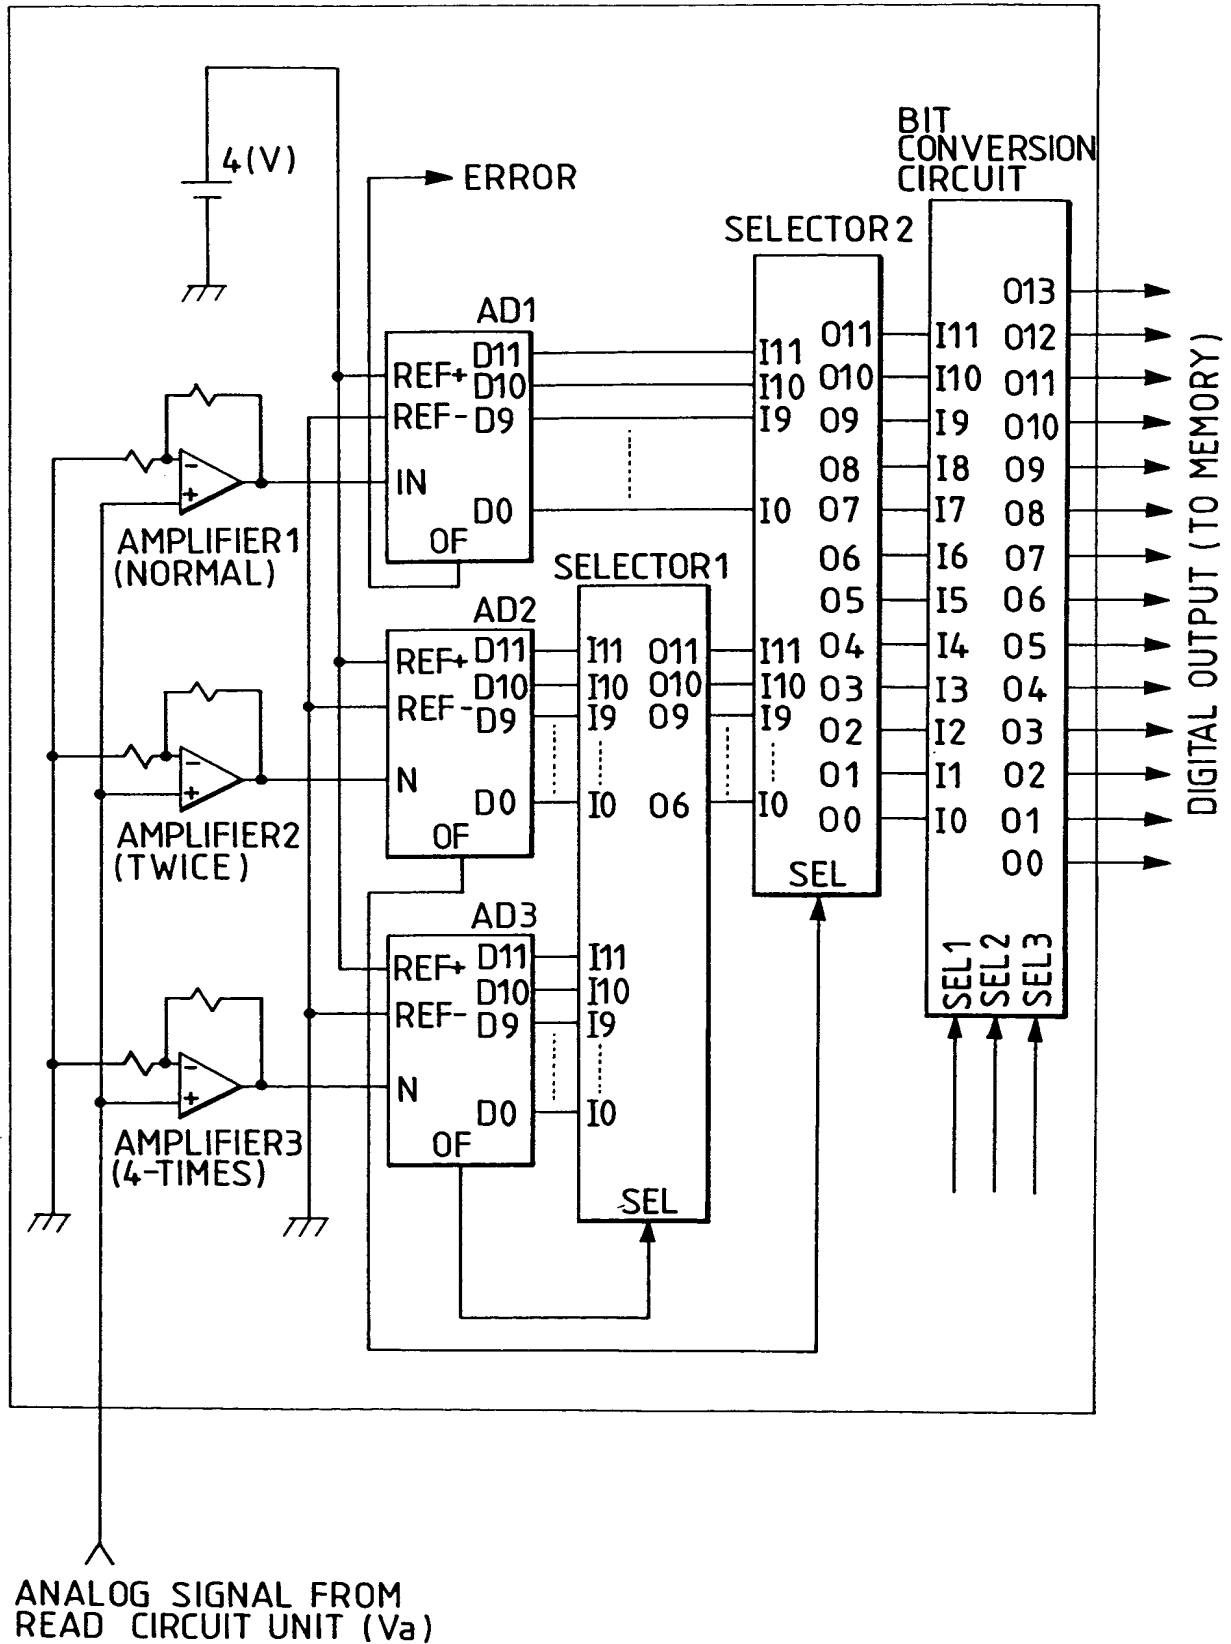 4(V)
ERROR
BIT
CONVERSION
CIRCUIT
SELECTOR 2
AD1
REF+
REF-
IN
OF
D11
D10
D9
D0
AMPLIFIER1
(NORMAL)
SELECTOR1
AD2
REF+
REF-
N
OF
D11
D10
D9
D0
AMPLIFIER2
(TWICE)
AD3
REF+
REF-
N
OF
D11
D10
D9
D0
AMPLIFIER3
(4-TIMES)
I11
I10
I9
I0
I11
I10
I9
I0
O11
O10
O9
O6
SEL
I11
I10
I9
I0
I11
I10
I9
I0
O11
O10
O9
O8
O7
O6
O5
O4
O3
O2
O1
O0
SEL
I11
I10
I9
I8
I7
I6
I5
I4
I3
I2
I1
I0
O13
O12
O11
O10
O9
O8
O7
O6
O5
O4
O3
O2
O1
O0
SEL1
SEL2
SEL3
DIGITAL OUTPUT (TO MEMORY)
ANALOG SIGNAL FROM
READ CIRCUIT UNIT (Va)